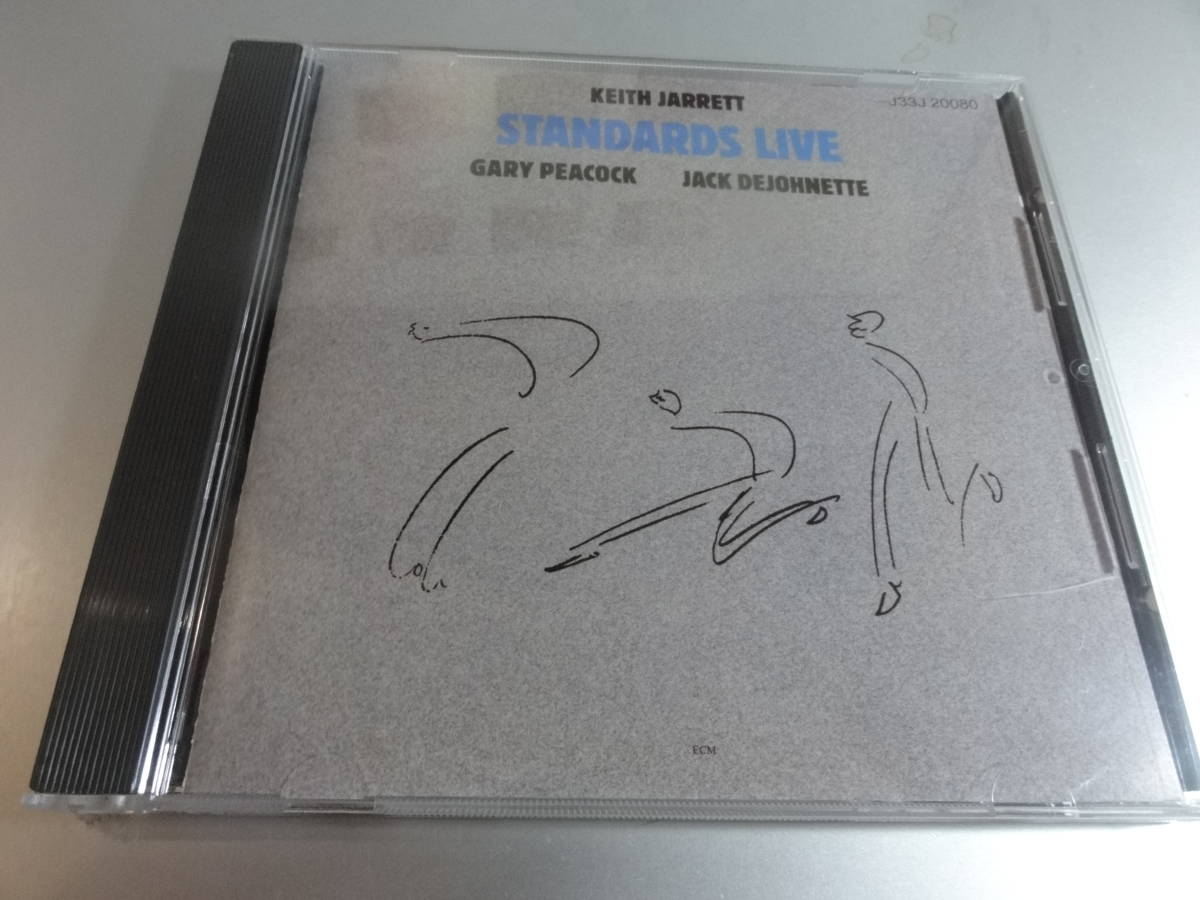 KEITH JARRETT
J33J 20080
STANDARDS LIVE
GARY PEACOCK JACK DEJOHNETTE
ECM